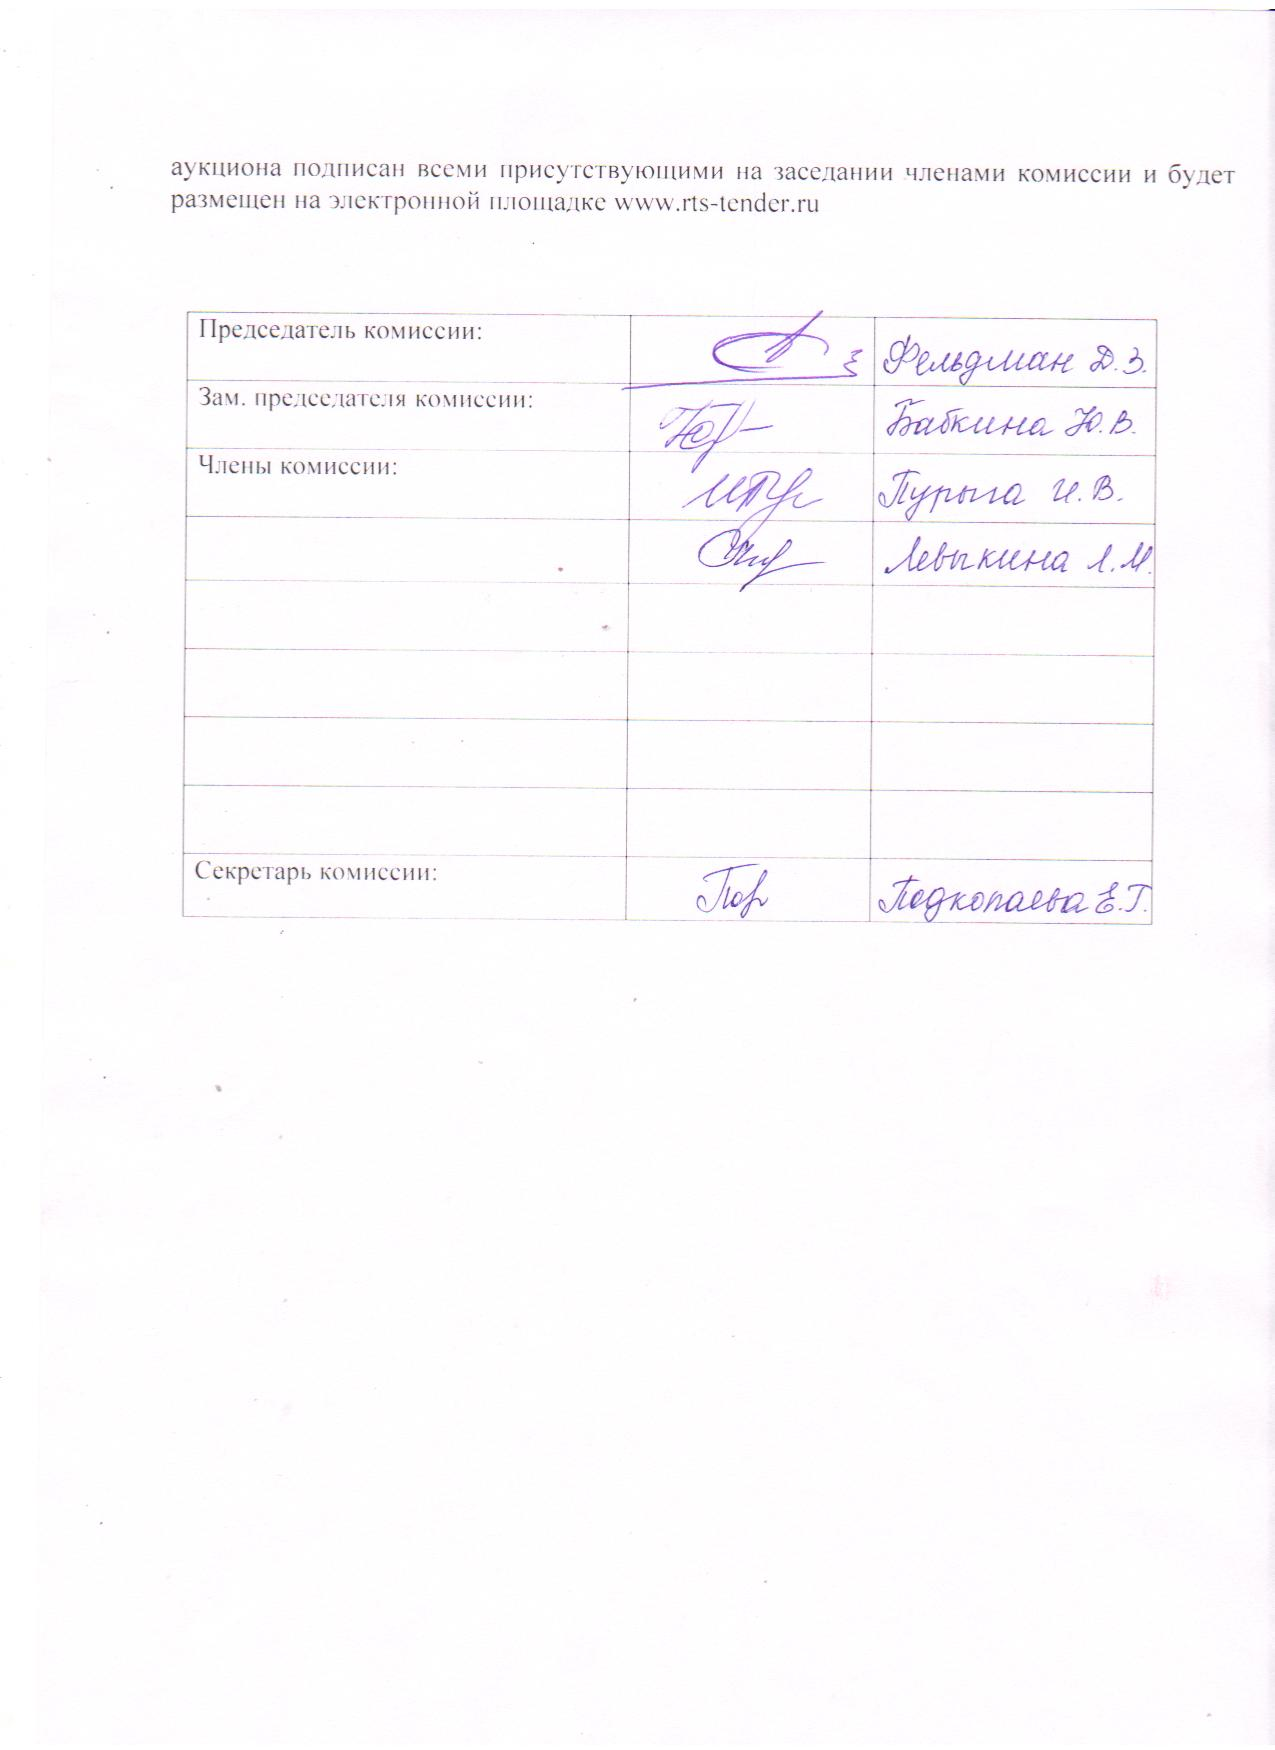 аукциона подписан всеми присутствующими на заседании членами комиссии и будет
размещен на электронной площадке www.rts-tender.ru
Председатель комиссии: Фельдман Д.З.
Зам. председателя комиссии: Бабкина Ю.В.
Члены комиссии: Пурыга И.В.
Левыкина Л.М.
Секретарь комиссии: Подкопаева Е.Г.